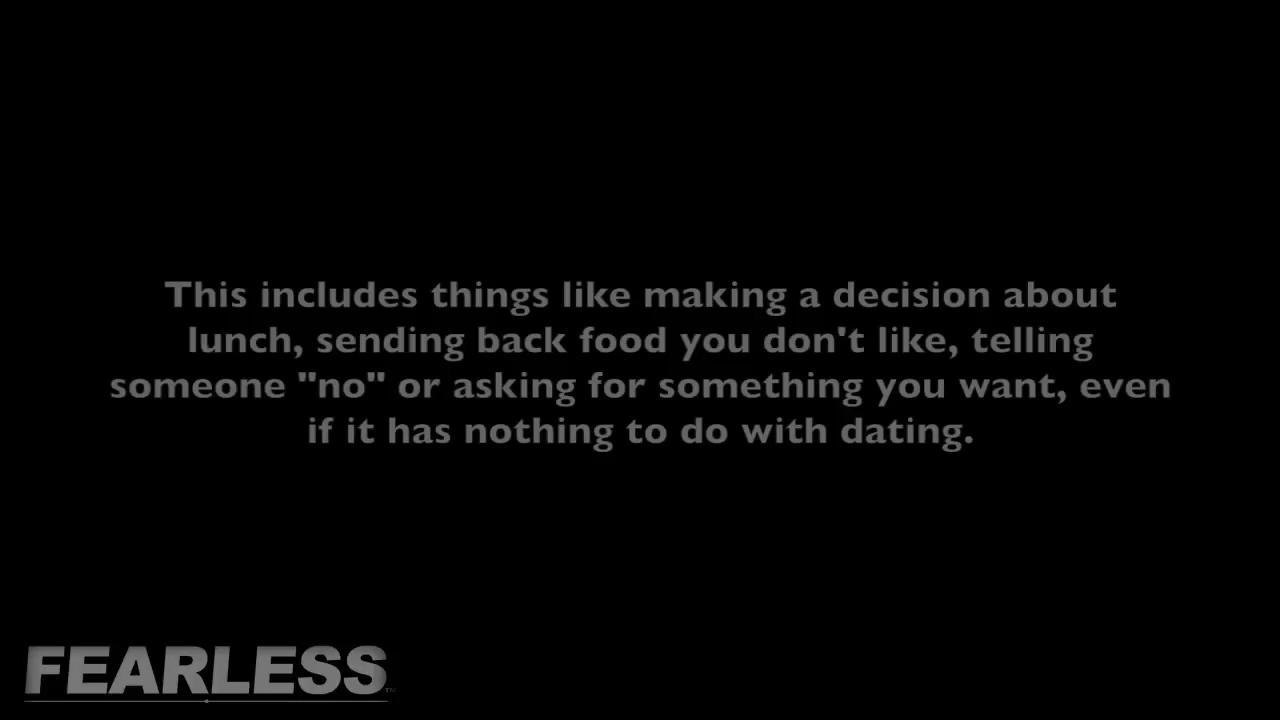 This includes things like making a decision about
lunch, sending back food you don't like, telling
someone "no" or asking for something you want, even
if it has nothing to do with dating.
FEARLESS™